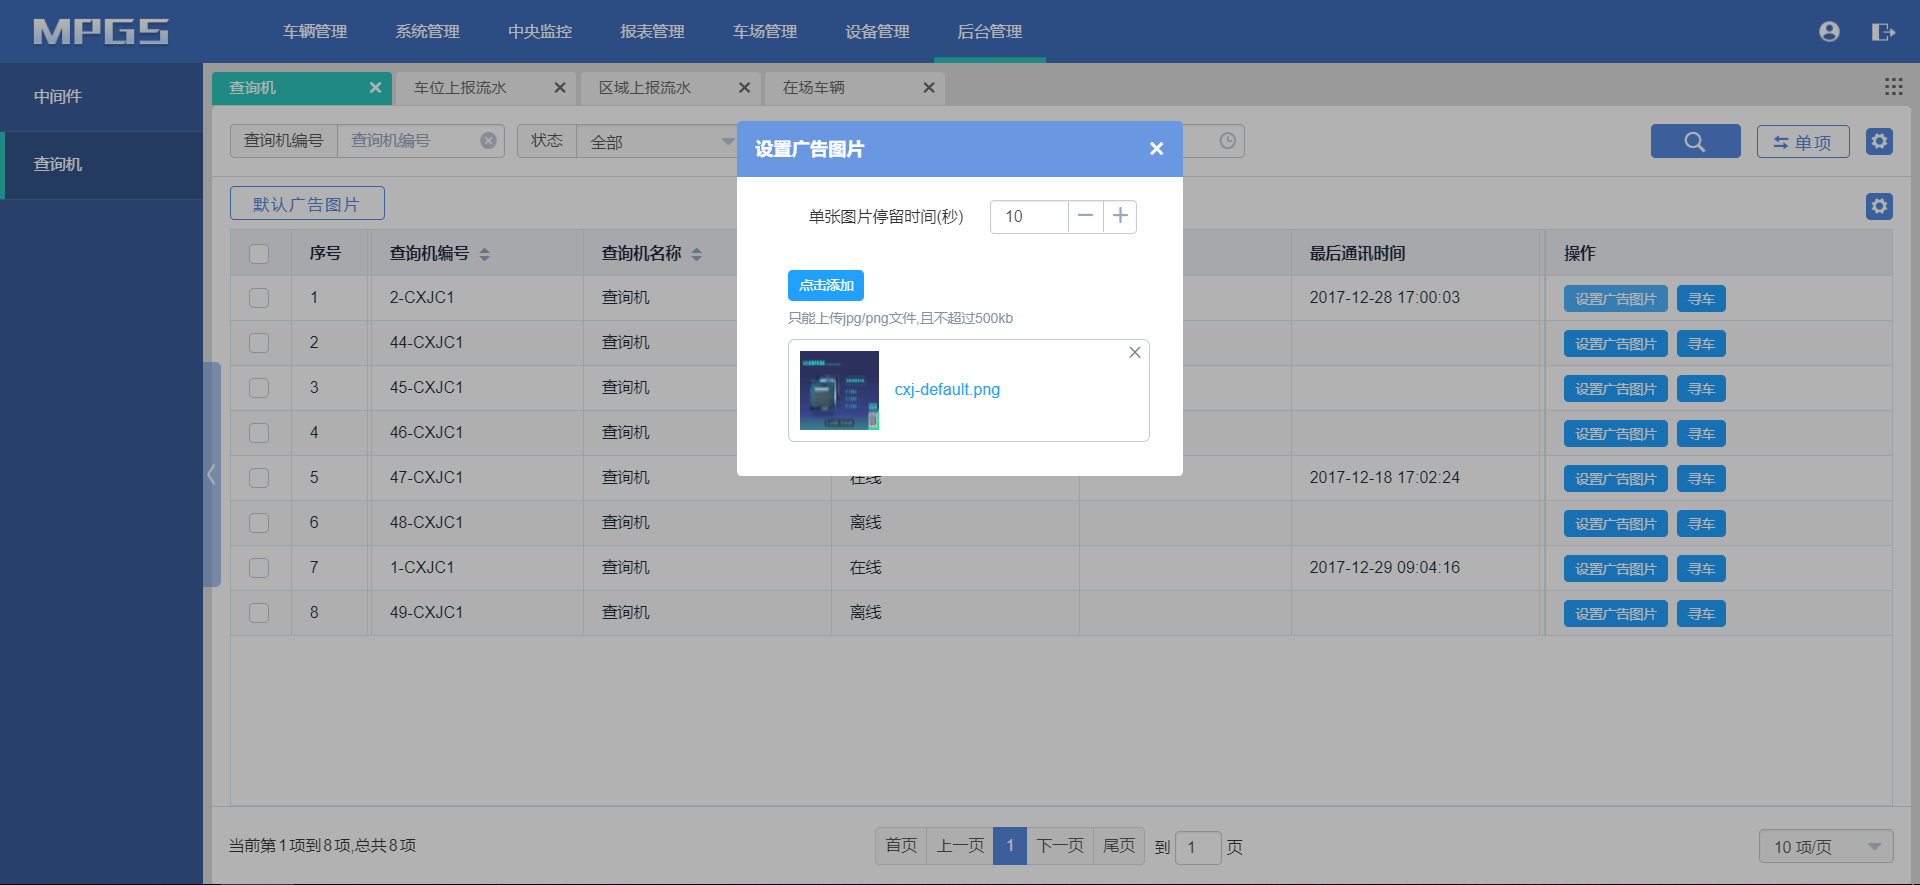 MPGS
车辆管理
系统管理
中央监控
报表管理
车场管理
设备管理
后台管理
中间件
查询机
查询机
车位上报流水
区域上报流水
在场车辆
查询机编号 查询机编号
状态 全部
单项
默认广告图片
设置广告图片
单张图片停留时间(秒) 10
点击添加
只能上传jpg/png文件,且不超过500kb
cxj-default.png
序号 查询机编号 查询机名称 最后通讯时间 操作
1 2-CXJC1 查询机 2017-12-28 17:00:03 设置广告图片 寻车
2 44-CXJC1 查询机 设置广告图片 寻车
3 45-CXJC1 查询机 设置广告图片 寻车
4 46-CXJC1 查询机 设置广告图片 寻车
5 47-CXJC1 查询机 在线 2017-12-18 17:02:24 设置广告图片 寻车
6 48-CXJC1 查询机 离线 设置广告图片 寻车
7 1-CXJC1 查询机 在线 2017-12-29 09:04:16 设置广告图片 寻车
8 49-CXJC1 查询机 离线 设置广告图片 寻车
当前第1项到8项,总共8项
首页 上一页 1 下一页 尾页 到 1 页
10 项/页